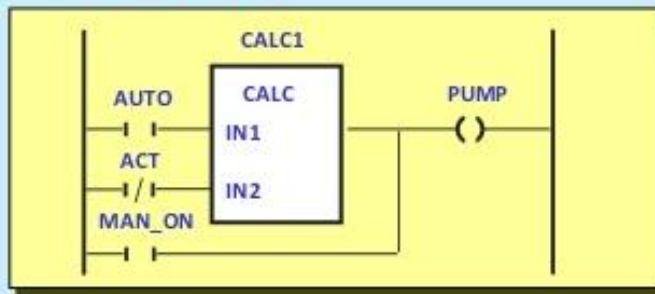 CALC1
AUTO
CALC
PUMP
IN1
ACT
IN2
MAN_ON